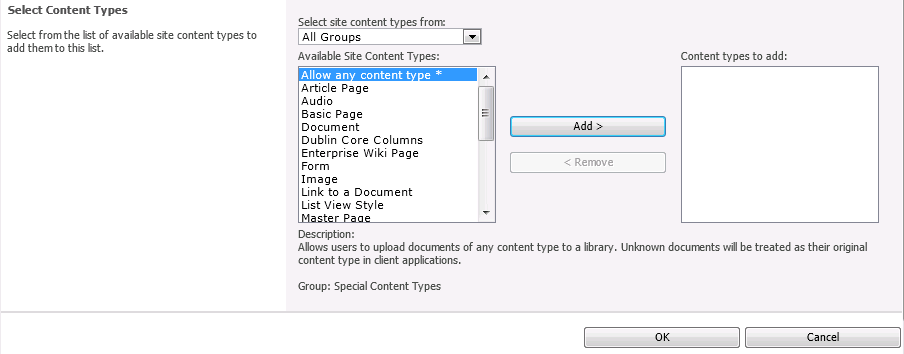 Select Content Types
Select from the list of available site content types to
add them to this list.
Select site content types from:
All Groups
Available Site Content Types:
Allow any content type *
Article Page
Audio
Basic Page
Document
Dublin Core Columns
Enterprise Wiki Page
Form
Image
Link to a Document
List View Style
Master Page
Add >
< Remove
Content types to add:
Description:
Allows users to upload documents of any content type to a library. Unknown documents will be treated as their original
content type in client applications.
Group: Special Content Types
OK
Cancel